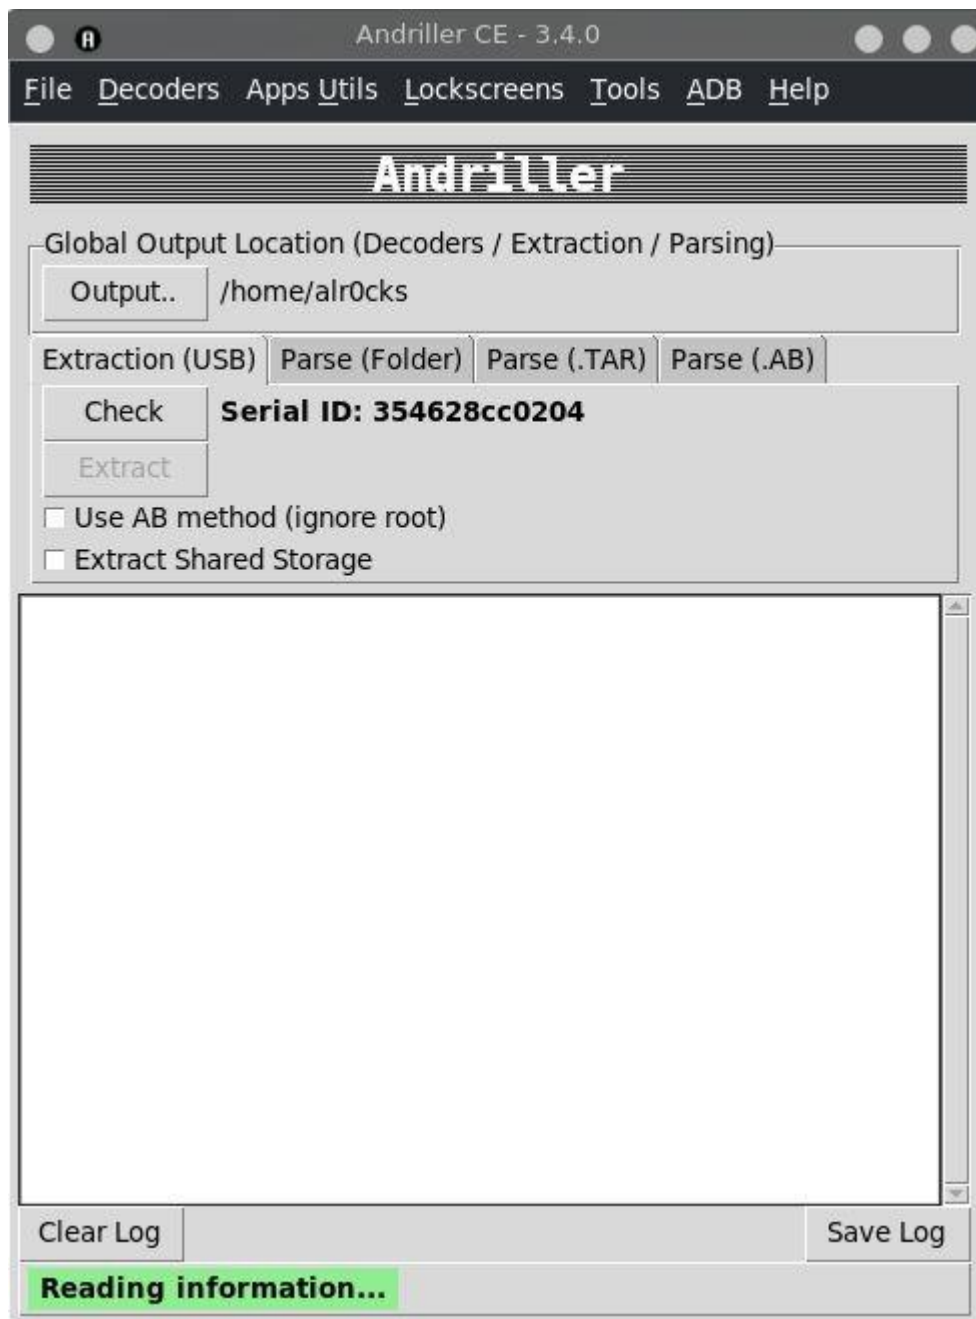 Andriller CE - 3.4.0
File Decoders Apps Utils Lockscreens Tools ADB Help
Andriller
Global Output Location (Decoders / Extraction / Parsing)
Output.. /home/alr0cks
Extraction (USB) Parse (Folder) Parse (.TAR) Parse (.AB)
Check Serial ID: 354628cc0204
Extract
Use AB method (ignore root)
Extract Shared Storage
Clear Log Save Log
Reading information...